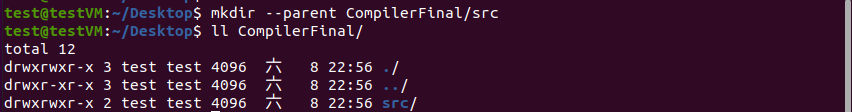 test@testVM:~/Desktop$ mkdir --parent CompilerFinal/src
test@testVM:~/Desktop$ ll CompilerFinal/
total 12
drwxrwxr-x 3 test test 4096  六   8 22:56 ./
drwxr-xr-x 3 test test 4096  六   8 22:56 ../
drwxrwxr-x 2 test test 4096  六   8 22:56 src/